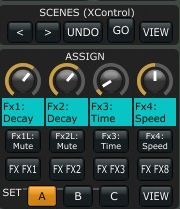 SCENES (XControl)
< > UNDO GO VIEW
ASSIGN
Fx1: Fx2: Fx3: Fx4:
Decay Decay Time Speed
Fx1L: Fx2L: Fx3: Fx4:
Mute Mute Time Speed
FX FX1 FX FX2 FX FX3 FX FX8
SET A B C VIEW